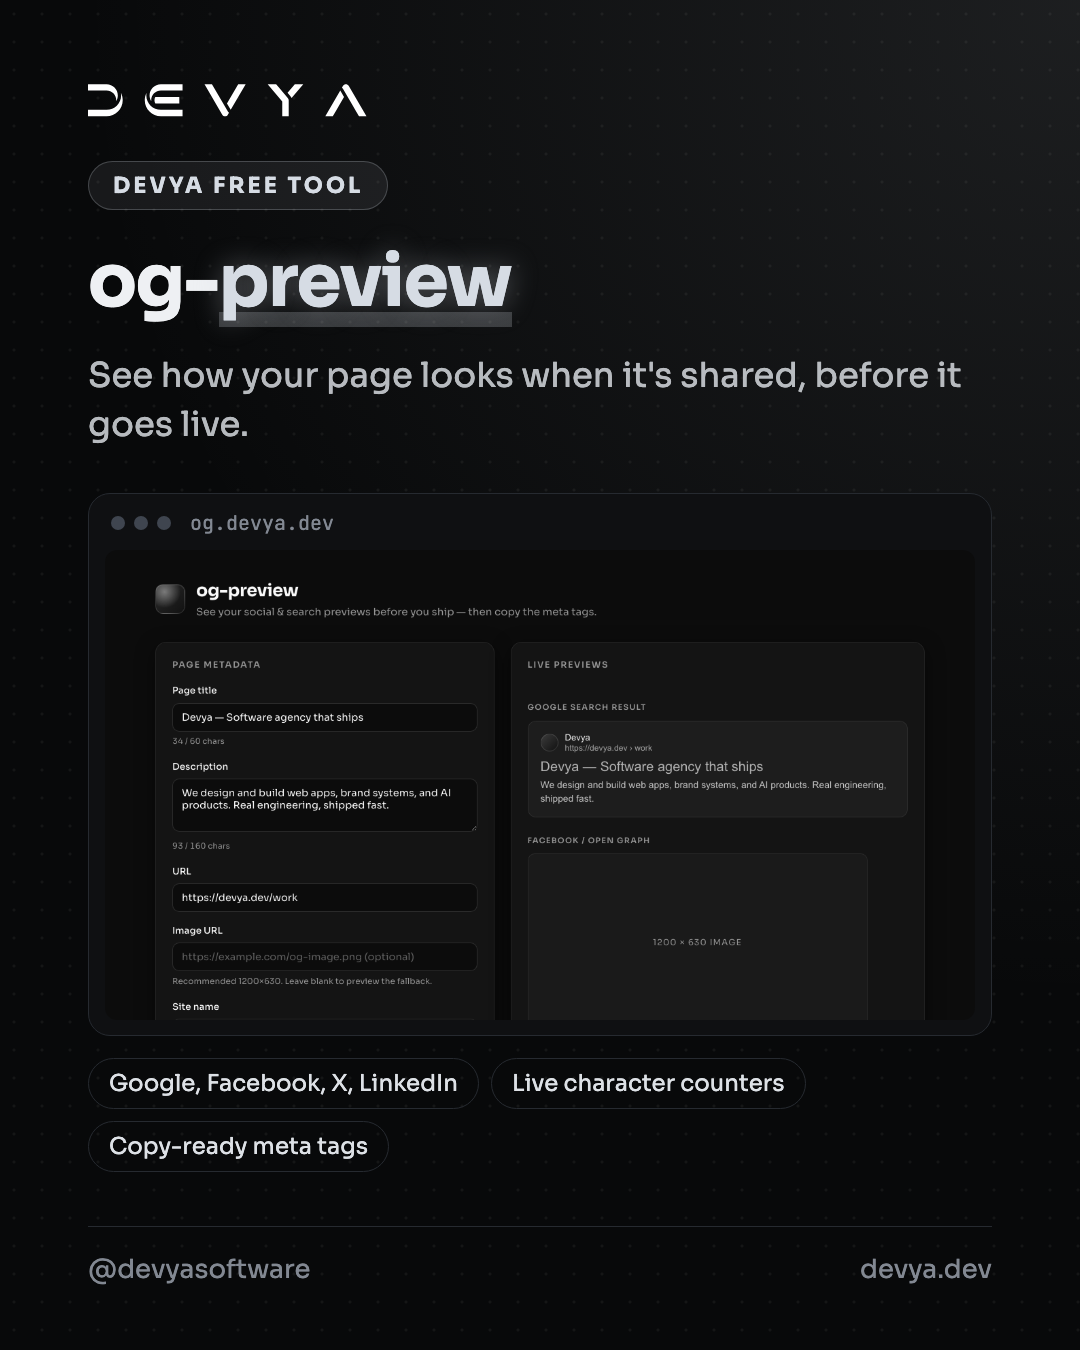 DEVYA
DEVYA FREE TOOL
og-preview
See how your page looks when it's shared, before it
goes live.
og.devya.dev
og-preview
See your social & search previews before you ship — then copy the meta tags.
PAGE METADATA
Page title
Devya — Software agency that ships
34 / 60 chars
Description
We design and build web apps, brand systems, and AI
products. Real engineering, shipped fast.
93 / 160 chars
URL
https://devya.dev/work
Image URL
https://example.com/og-image.png (optional)
Recommended 1200×630. Leave blank to preview the fallback.
Site name
LIVE PREVIEWS
GOOGLE SEARCH RESULT
Devya
https://devya.dev › work
Devya — Software agency that ships
We design and build web apps, brand systems, and AI products. Real engineering,
shipped fast.
FACEBOOK / OPEN GRAPH
1200 × 630 IMAGE
Google, Facebook, X, LinkedIn
Live character counters
Copy-ready meta tags
@devyasoftware
devya.dev